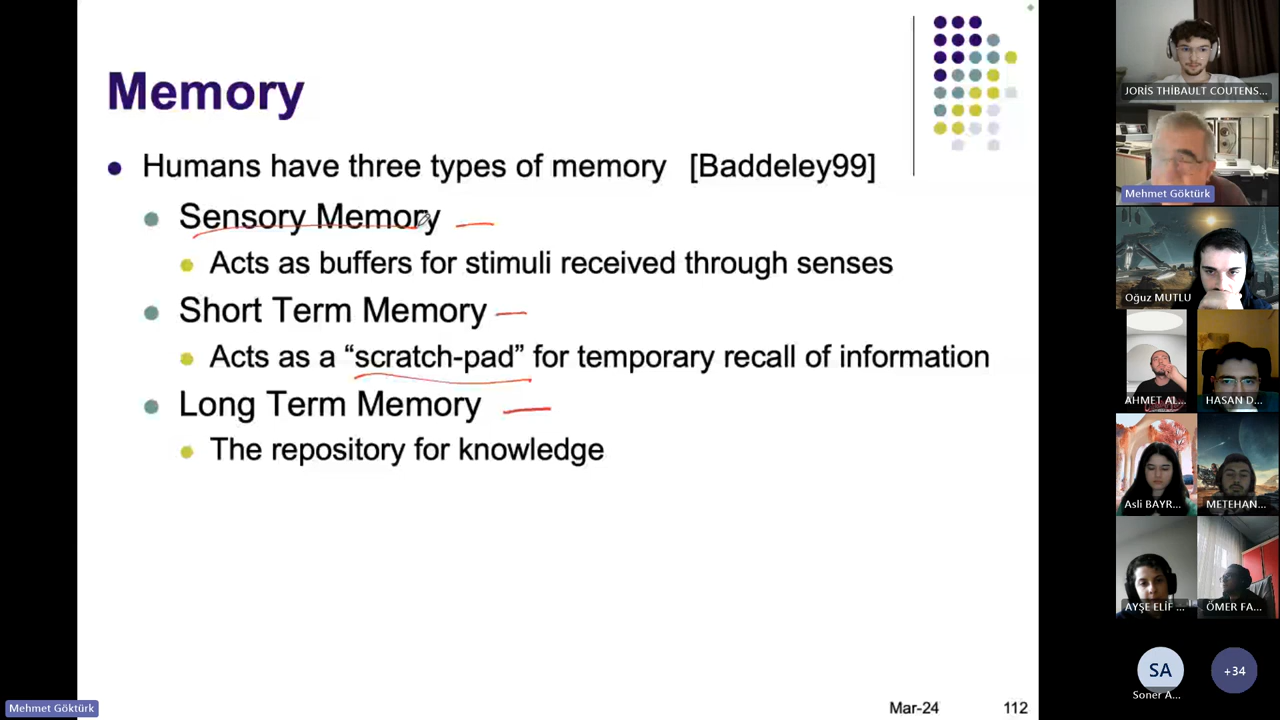 Memory
Humans have three types of memory [Baddeley99]
Sensory Memory
Acts as buffers for stimuli received through senses
Short Term Memory
Acts as a “scratch-pad” for temporary recall of information
Long Term Memory
The repository for knowledge
Mar-24 112
Mehmet Göktürk
JORİS THİBAULT COUTENS...
Mehmet Göktürk
Oğuz MUTLU
AHMET AL... HASAN D...
Asli BAYR... METEHAN...
AYŞE ELİF ... ÖMER FA...
SA +34
Soner A...